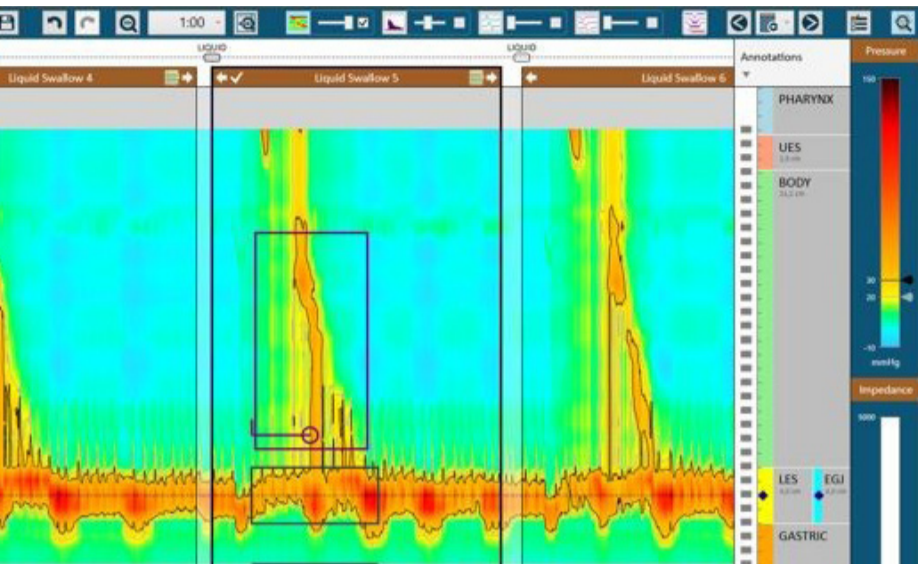 1:00
LIQUID
LIQUID
Liquid Swallow 4
Liquid Swallow 5
Liquid Swallow 6
Annotations
PHARYNX
UES
BODY
LES
EGJ
GASTRIC
Pressure
150
30
20
-10
mmHg
Impedance
5000